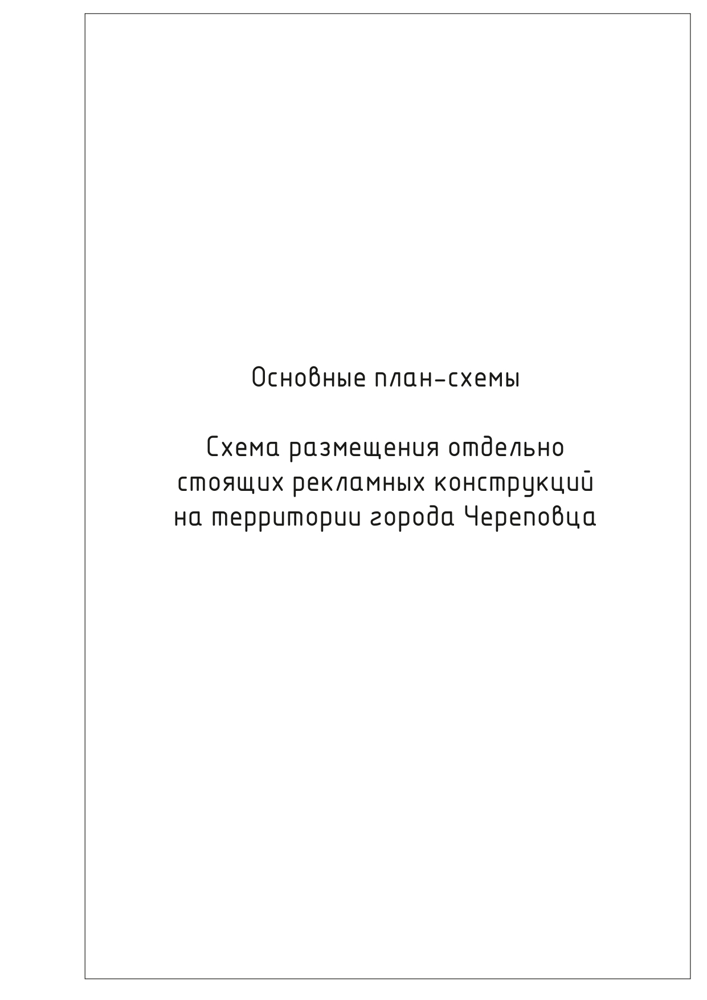 Основные план-схемы
Схема размещения отдельно
стоящих рекламных конструкций
на территории города Череповца